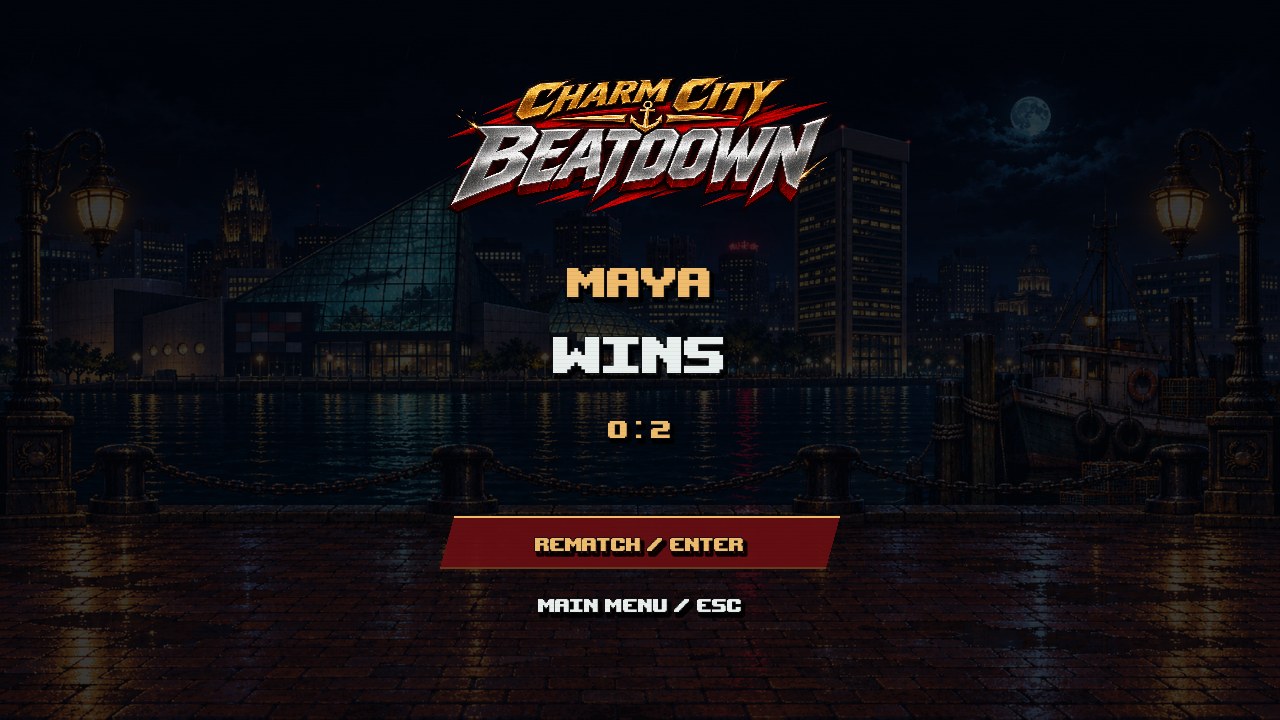 CHARM CITY
BEATDOWN
MAYA
WINS
0:2
REMATCH / ENTER
MAIN MENU / ESC